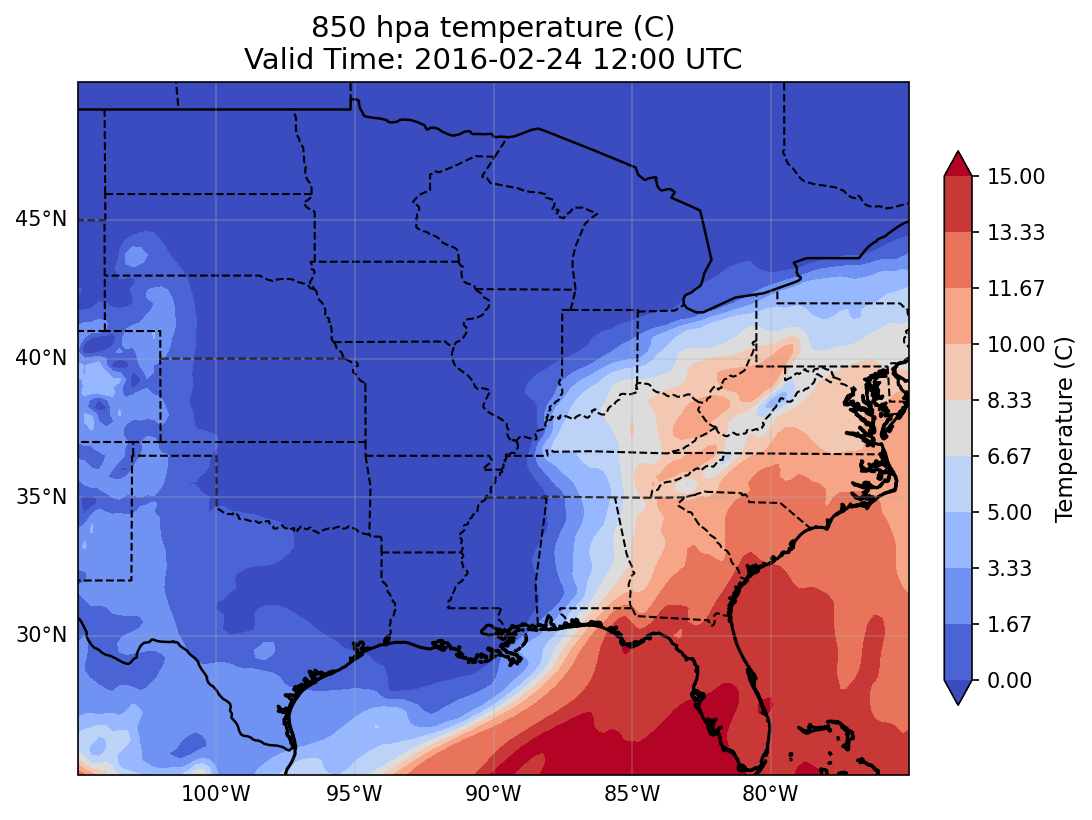 850 hpa temperature (C)
Valid Time: 2016-02-24 12:00 UTC
45°N
40°N
35°N
30°N
100°W
95°W
90°W
85°W
80°W
15.00
13.33
11.67
10.00
8.33
6.67
5.00
3.33
1.67
0.00
Temperature (C)